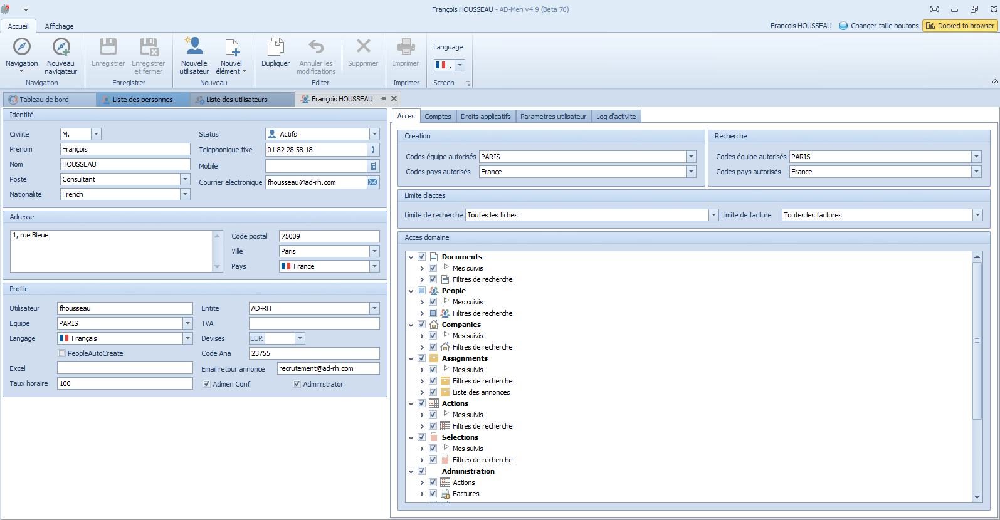 François HOUSSEAU - AD-Men v4.9 (Beta 70)
Accueil Affichage
François HOUSSEAU Changer taille boutons Docked to browser
Navigation
Nouveau navigateur
Navigation
Enregistrer
Enregistrer et fermer
Enregistrer
Nouvelle utilisateur
Nouvel élément
Nouveau
Dupliquer
Annuler les modifications
Supprimer
Editer
Imprimer
Imprimer
Language
.
Screen
Tableau de bord
Liste des personnes
Liste des utilisateurs
François HOUSSEAU
Identité
Civilite M.
Prenom François
Nom HOUSSEAU
Poste Consultant
Nationalite French
Status Actifs
Telephonique fixe 01 82 28 58 18
Mobile
Courrier electronique fhousseau@ad-rh.com
Adresse
1, rue Bleue
Code postal 75009
Ville Paris
Pays France
Profile
Utilisateur fhousseau
Equipe PARIS
Langage Français
PeopleAutoCreate
Excel
Taux horaire 100
Entite AD-RH
TVA
Devises EUR
Code Ana 23755
Email retour annonce recrutement@ad-rh.com
Admen Conf Administrator
Acces Comptes Droits applicatifs Parametres utilisateur Log d'activite
Creation
Codes équipe autorisés PARIS
Codes pays autorisés France
Recherche
Codes équipe autorisés PARIS
Codes pays autorisés France
Limite d'acces
Limite de recherche Toutes les fiches Limite de facture Toutes les factures
Acces domaine
Documents
Mes suivis
Filtres de recherche
People
Mes suivis
Filtres de recherche
Companies
Mes suivis
Filtres de recherche
Assignments
Mes suivis
Filtres de recherche
Liste des annonces
Actions
Mes suivis
Filtres de recherche
Selections
Mes suivis
Filtres de recherche
Administration
Actions
Factures